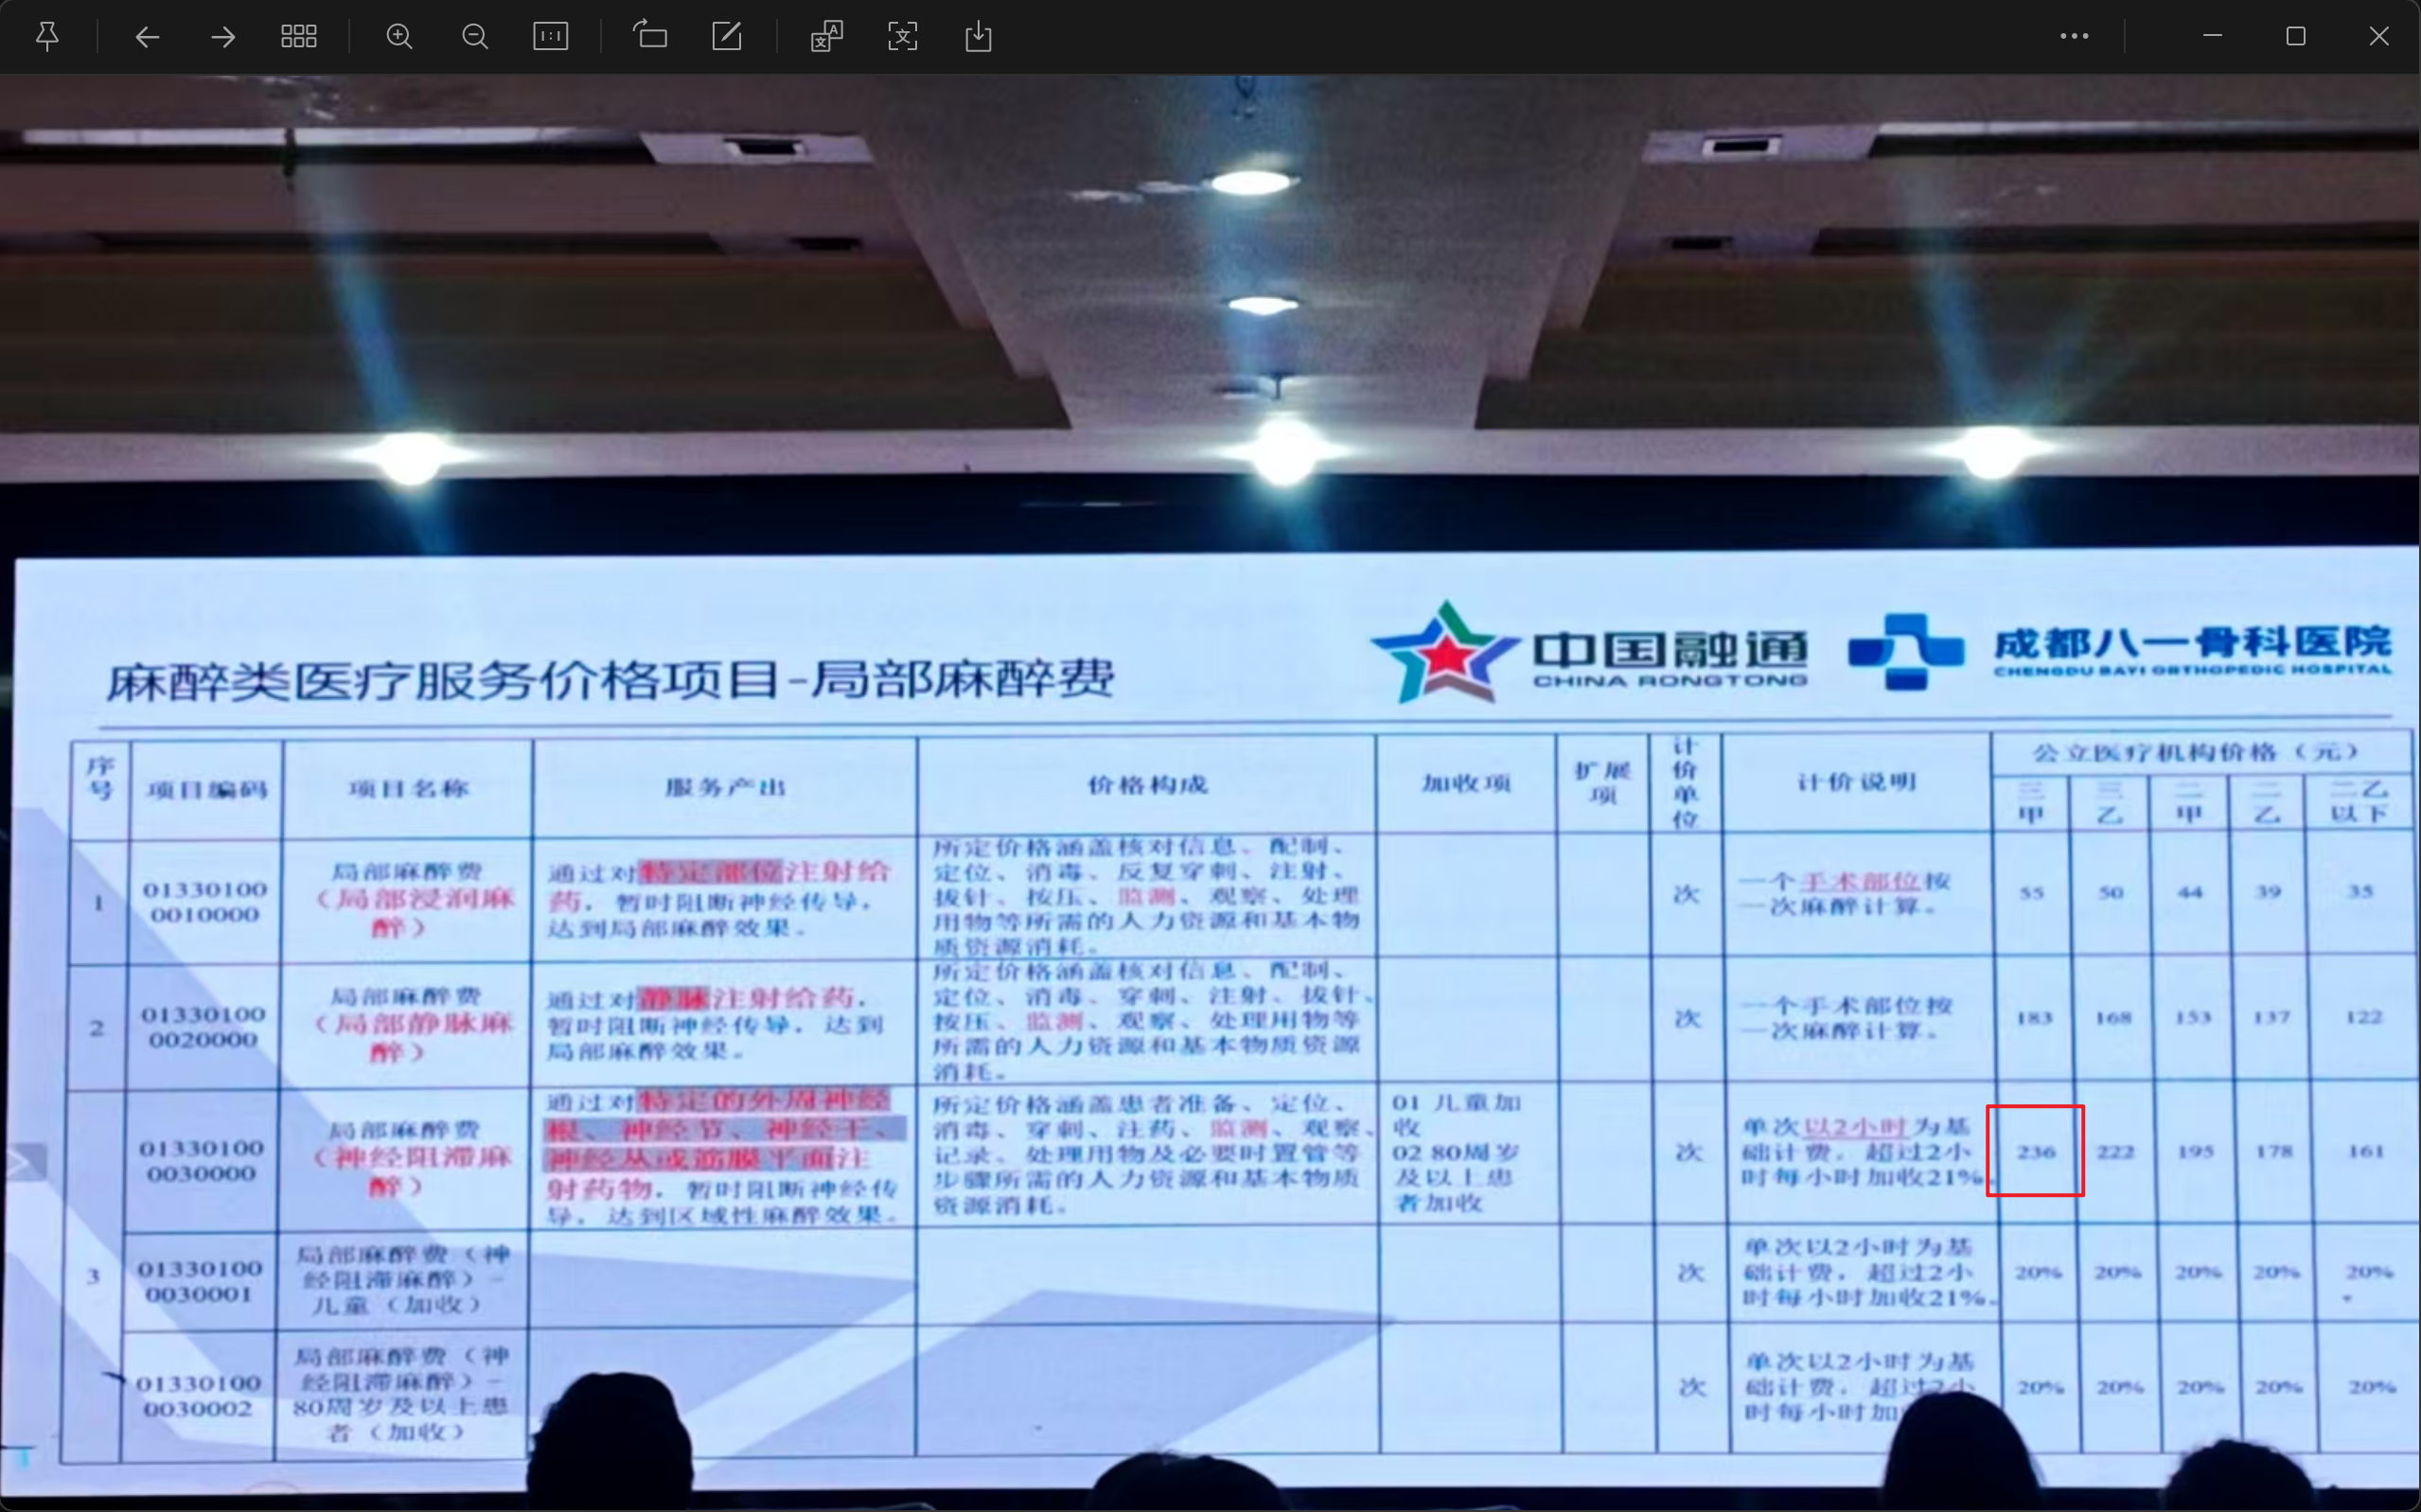 1:1
麻醉类医疗服务价格项目-局部麻醉费
中国融通
CHINA RONGTONG
成都八一骨科医院
CHENGDU BAYI ORTHOPEDIC HOSPITAL
序号
项目编码
项目名称
服务产出
价格构成
加收项
扩展
项
计
价
单
位
计价说明
公立医疗机构价格（元）
三
甲
三
乙
二
甲
二
乙
二乙
以下
1
01330100
0010000
局部麻醉费
（局部浸润麻
醉）
通过对特定部位注射给
药，暂时阻断神经传导，
达到局部麻醉效果。
所定价格涵盖核对信息、配制、
定位、消毒、反复穿刺、注射、
拔针、按压、监测、观察、处理
用物等所需的人力资源和基本物
质资源消耗。
次
一个手术部位按
一次麻醉计算。
55
50
44
39
35
2
01330100
0020000
局部麻醉费
（局部静脉麻
醉）
通过对静脉注射给药，
暂时阻断神经传导，达到
局部麻醉效果。
所定价格涵盖核对信息、配制、
定位、消毒、穿刺、注射、拔针、
按压、监测、观察、处理用物等
所需的人力资源和基本物质资源
消耗。
次
一个手术部位按
一次麻醉计算。
183
168
153
137
122
3
01330100
0030000
局部麻醉费
（神经阻滞麻
醉）
通过对特定的外周神经
根、神经节、神经干、
神经丛或筋膜平面注
射药物，暂时阻断神经传
导，达到区域性麻醉效果。
所定价格涵盖患者准备、定位、
消毒、穿刺、注药、监测、观察、
记录、处理用物及必要时置管等
步骤所需的人力资源和基本物质
资源消耗。
01 儿童加
收
02 80周岁
及以上患
者加收
次
单次以2小时为基
础计费，超过2小
时每小时加收21%。
236
222
195
178
161
01330100
0030001
局部麻醉费（神
经阻滞麻醉）-
儿童（加收）
次
单次以2小时为基
础计费，超过2小
时每小时加收21%。
20%
20%
20%
20%
20%
01330100
0030002
局部麻醉费（神
经阻滞麻醉）-
80周岁及以上患
者（加收）
次
单次以2小时为基
础计费，超过2小
时每小时加
20%
20%
20%
20%
20%